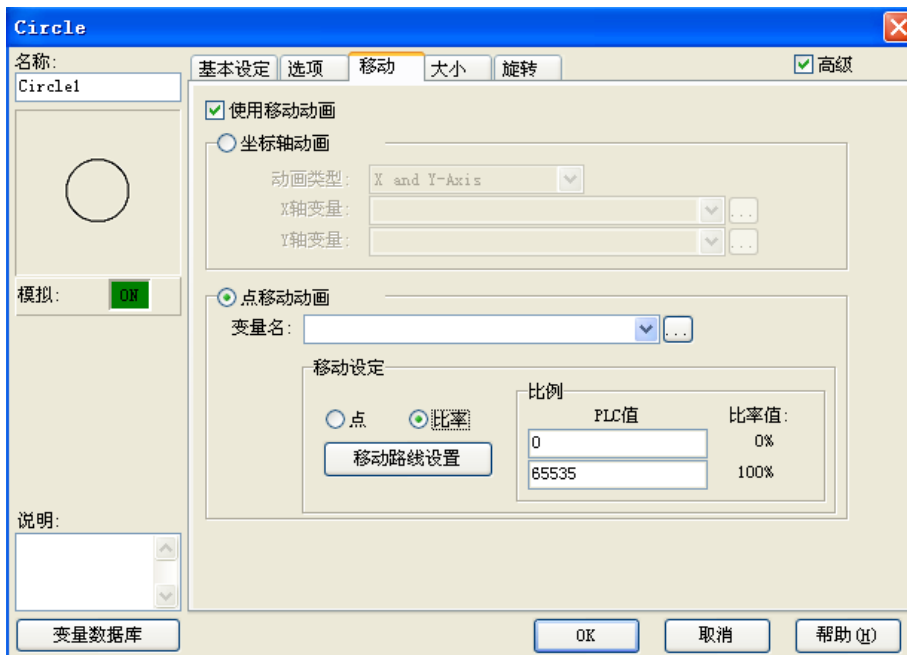 Circle
名称:
Circle1
基本设定 选项 移动 大小 旋转
高级
使用移动动画
坐标轴动画
动画类型: X and Y-Axis
X轴变量: ...
Y轴变量: ...
模拟: ON
点移动动画
变量名: ...
移动设定
点 比率
移动路线设置
比例
PLC值 比率值:
0 0%
65535 100%
说明:
变量数据库
OK 取消 帮助(H)